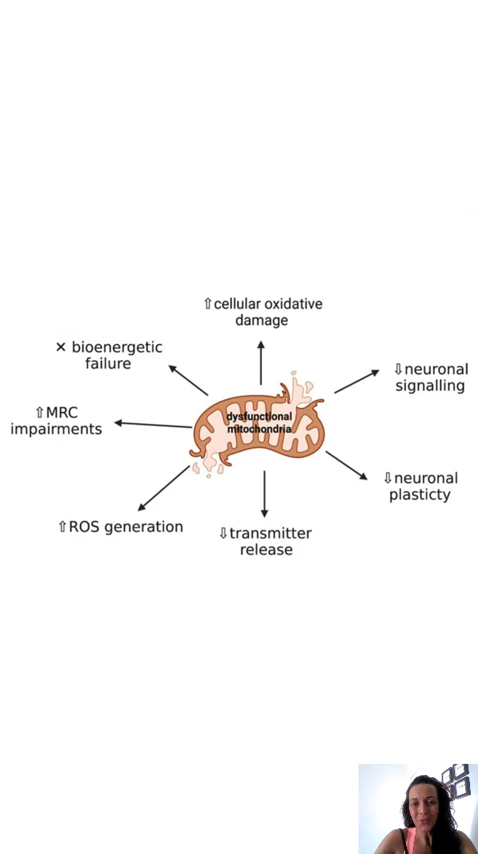 ⇧cellular oxidative
damage
× bioenergetic
failure
⇩neuronal
signalling
⇧MRC
impairments
dysfunctional
mitochondria
⇩neuronal
plasticty
⇧ROS generation
⇩transmitter
release